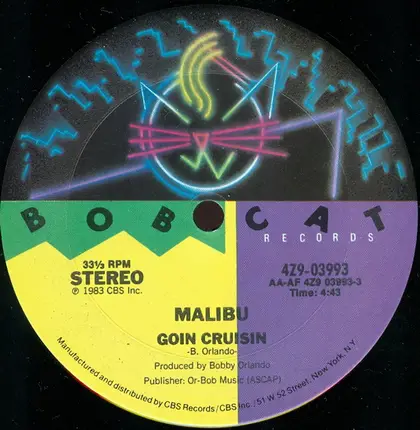 BOBCAT
RECORDS
33⅓ RPM
STEREO
℗ 1983 CBS Inc.
4Z9-03993
AA-AF 4Z9 03993-3
Time: 4:43
MALIBU
GOIN CRUISIN
-B. Orlando-
Produced by Bobby Orlando
Publisher: Or-Bob Music (ASCAP)
Manufactured and distributed by CBS Records / CBS Inc. / 51 W 52 Street, New York, N.Y.